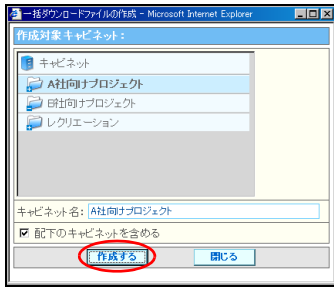 一括ダウンロードファイルの作成 - Microsoft Internet Explorer
作成対象キャビネット:
キャビネット
A社向けプロジェクト
B社向けプロジェクト
レクリエーション
キャビネット名: A社向けプロジェクト
配下のキャビネットを含める
作成する 閉じる